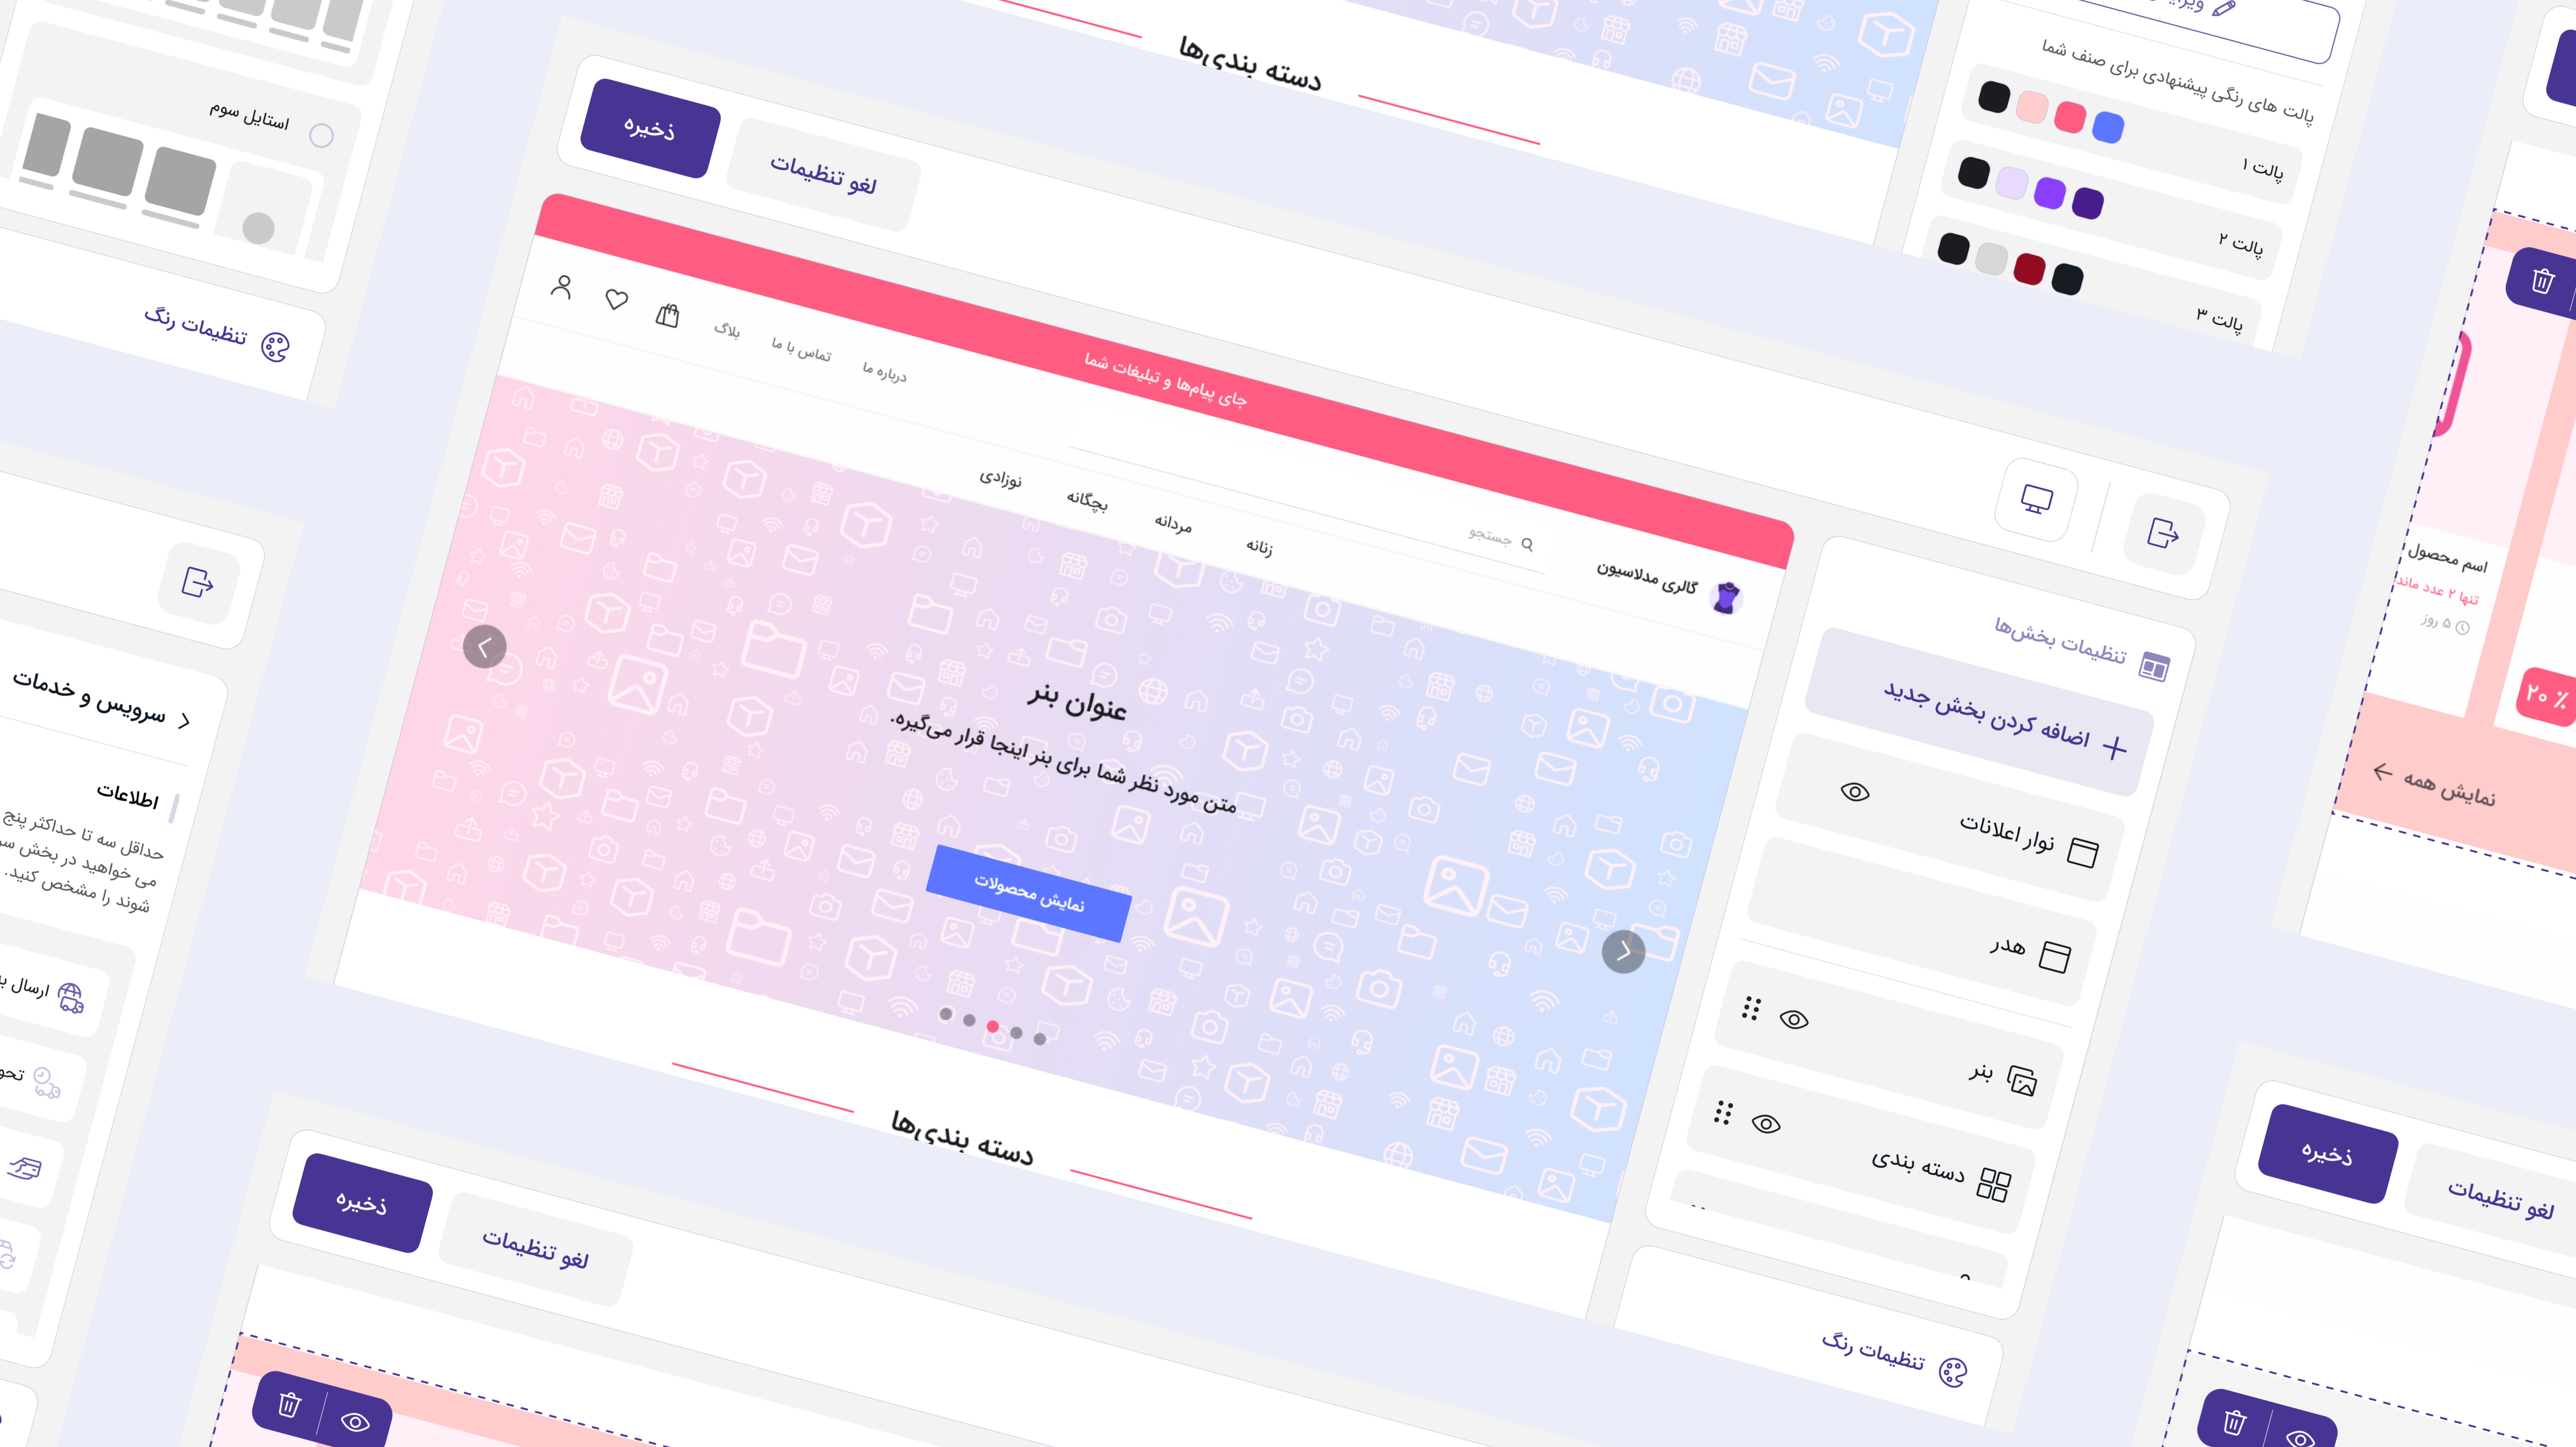 استایل سوم
تنظیمات رنگ
سرویس و خدمات
اطلاعات
حداقل سه تا حداکثر پنج
می خواهید در بخش
شوند را مشخص کنید.
ارسال
دسته بندی‌ها
پالت های رنگی پیشنهادی برای صنف شما
پالت ۱
پالت ۲
پالت ۳
ذخیره
لغو تنظیمات
جای پیام‌ها و تبلیغات شما
گالری مدلاسیون
جستجو
درباره ما
تماس با ما
بلاگ
زنانه
مردانه
بچگانه
نوزادی
عنوان بنر
متن مورد نظر شما برای بنر اینجا قرار می‌گیره.
نمایش محصولات
دسته بندی‌ها
تنظیمات بخش‌ها
اضافه کردن بخش جدید
نوار اعلانات
هدر
بنر
دسته بندی
تنظیمات رنگ
ذخیره
لغو تنظیمات
اسم محصول
تنها ۲ عدد
۵ روز
۲۰ ٪
نمایش همه
ذخیره
لغو تنظیمات